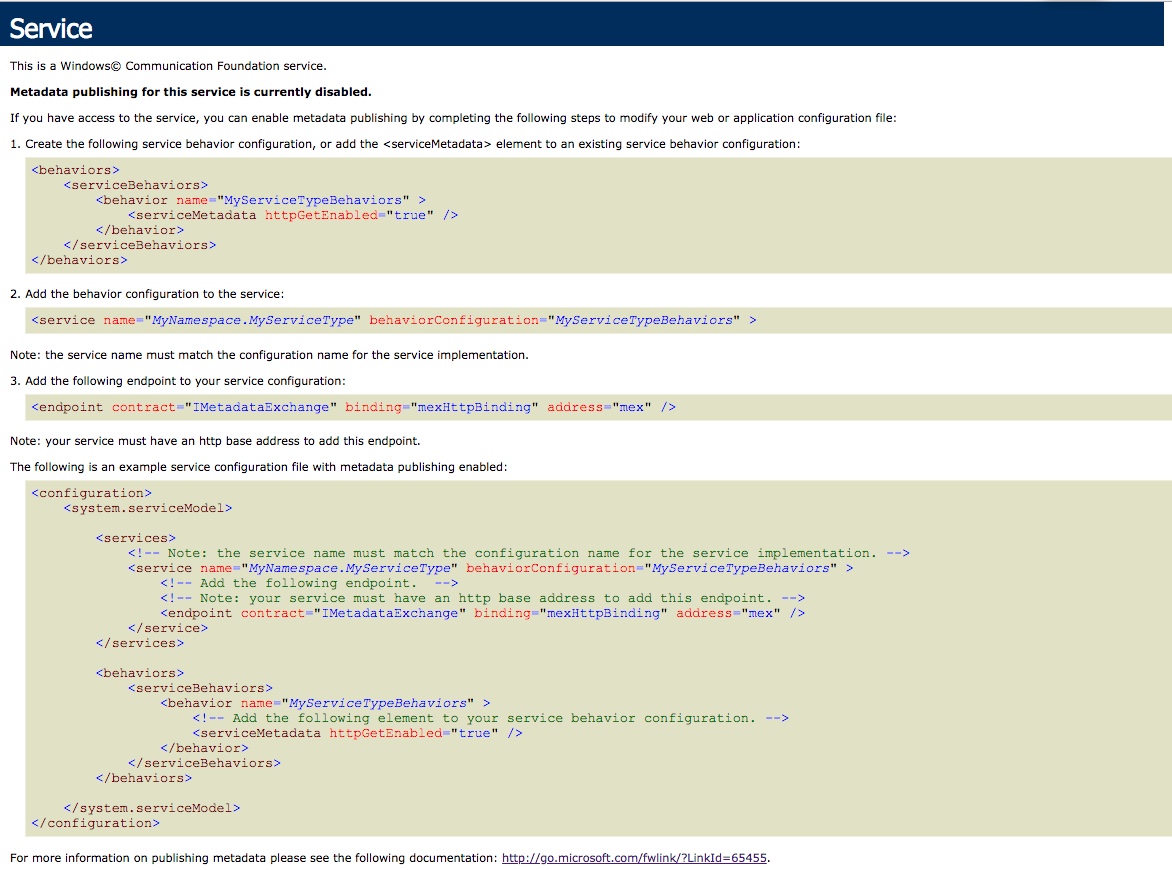 Service
This is a Windows© Communication Foundation service.
Metadata publishing for this service is currently disabled.
If you have access to the service, you can enable metadata publishing by completing the following steps to modify your web or application configuration file:
1. Create the following service behavior configuration, or add the <serviceMetadata> element to an existing service behavior configuration:
<behaviors>
    <serviceBehaviors>
        <behavior name="MyServiceTypeBehaviors" >
            <serviceMetadata httpGetEnabled="true" />
        </behavior>
    </serviceBehaviors>
</behaviors>
2. Add the behavior configuration to the service:
<service name="MyNamespace.MyServiceType" behaviorConfiguration="MyServiceTypeBehaviors" >
Note: the service name must match the configuration name for the service implementation.
3. Add the following endpoint to your service configuration:
<endpoint contract="IMetadataExchange" binding="mexHttpBinding" address="mex" />
Note: your service must have an http base address to add this endpoint.
The following is an example service configuration file with metadata publishing enabled:
<configuration>
    <system.serviceModel>
        <services>
            <!-- Note: the service name must match the configuration name for the service implementation. -->
            <service name="MyNamespace.MyServiceType" behaviorConfiguration="MyServiceTypeBehaviors" >
                <!-- Add the following endpoint.  -->
                <!-- Note: your service must have an http base address to add this endpoint. -->
                <endpoint contract="IMetadataExchange" binding="mexHttpBinding" address="mex" />
            </service>
        </services>
        <behaviors>
            <serviceBehaviors>
                <behavior name="MyServiceTypeBehaviors" >
                    <!-- Add the following element to your service behavior configuration. -->
                    <serviceMetadata httpGetEnabled="true" />
                </behavior>
            </serviceBehaviors>
        </behaviors>
    </system.serviceModel>
</configuration>
For more information on publishing metadata please see the following documentation: http://go.microsoft.com/fwlink/?LinkId=65455.